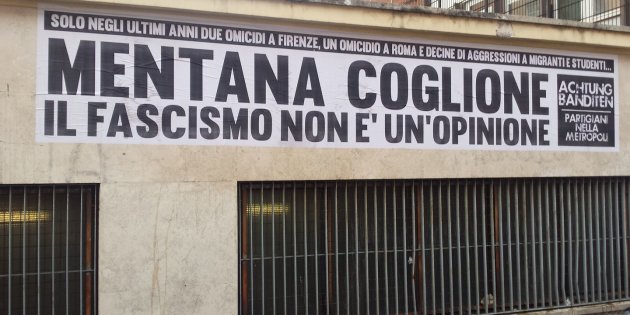 SOLO NEGLI ULTIMI ANNI DUE OMICIDI A FIRENZE, UN OMICIDIO A ROMA E DECINE DI AGGRESSIONI A MIGRANTI E STUDENTI...
MENTANA COGLIONE
IL FASCISMO NON E' UN'OPINIONE
ACHTUNG
BANDITEN
PARTIGIANI
NELLA
METROPOLI